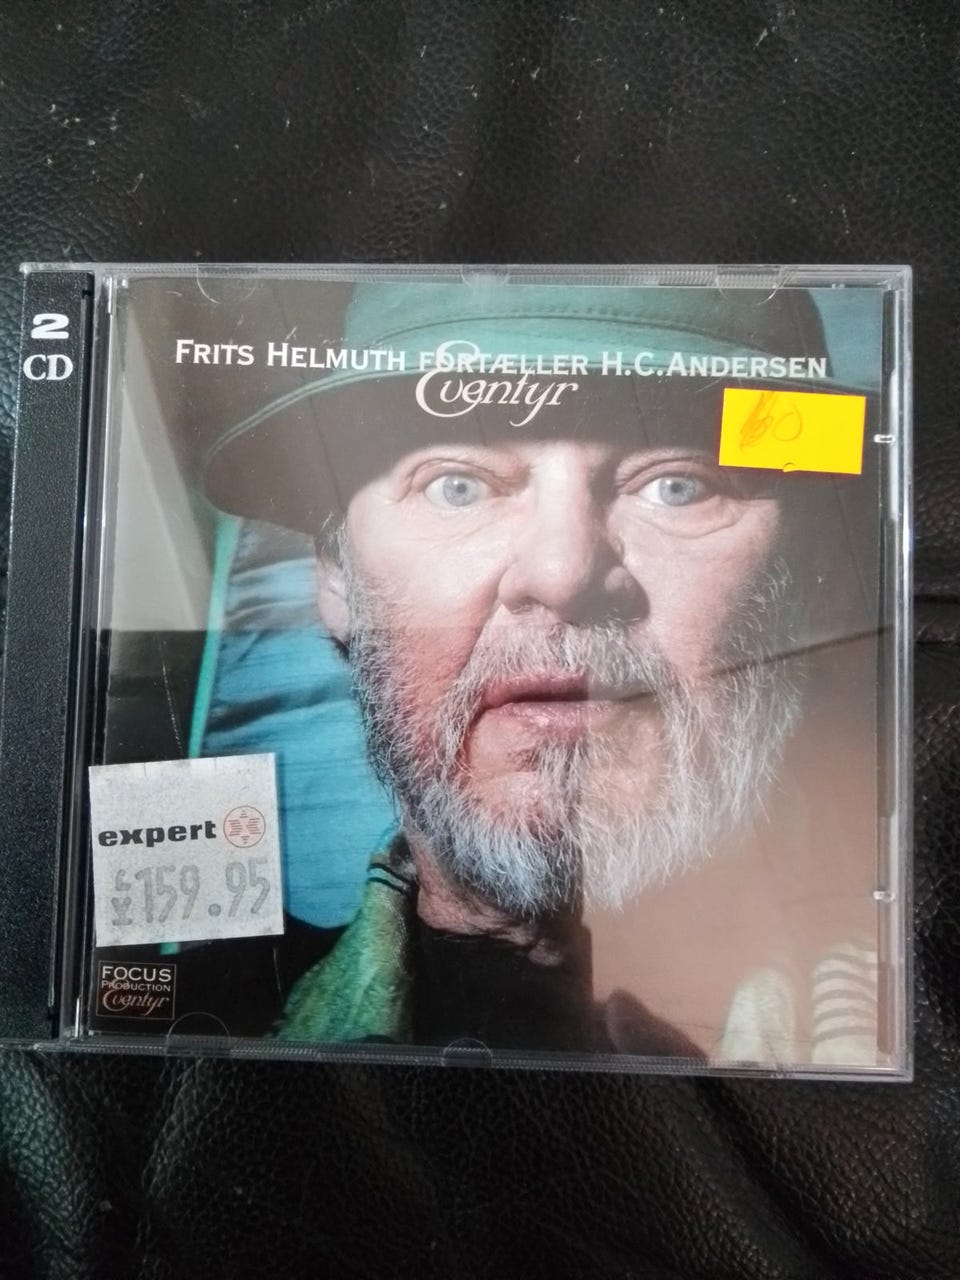 2
CD
FRITS HELMUTH FORTÆLLER H.C.ANDERSEN
Eventyr
60
expert
159.95
FOCUS
PRODUCTION
Eventyr